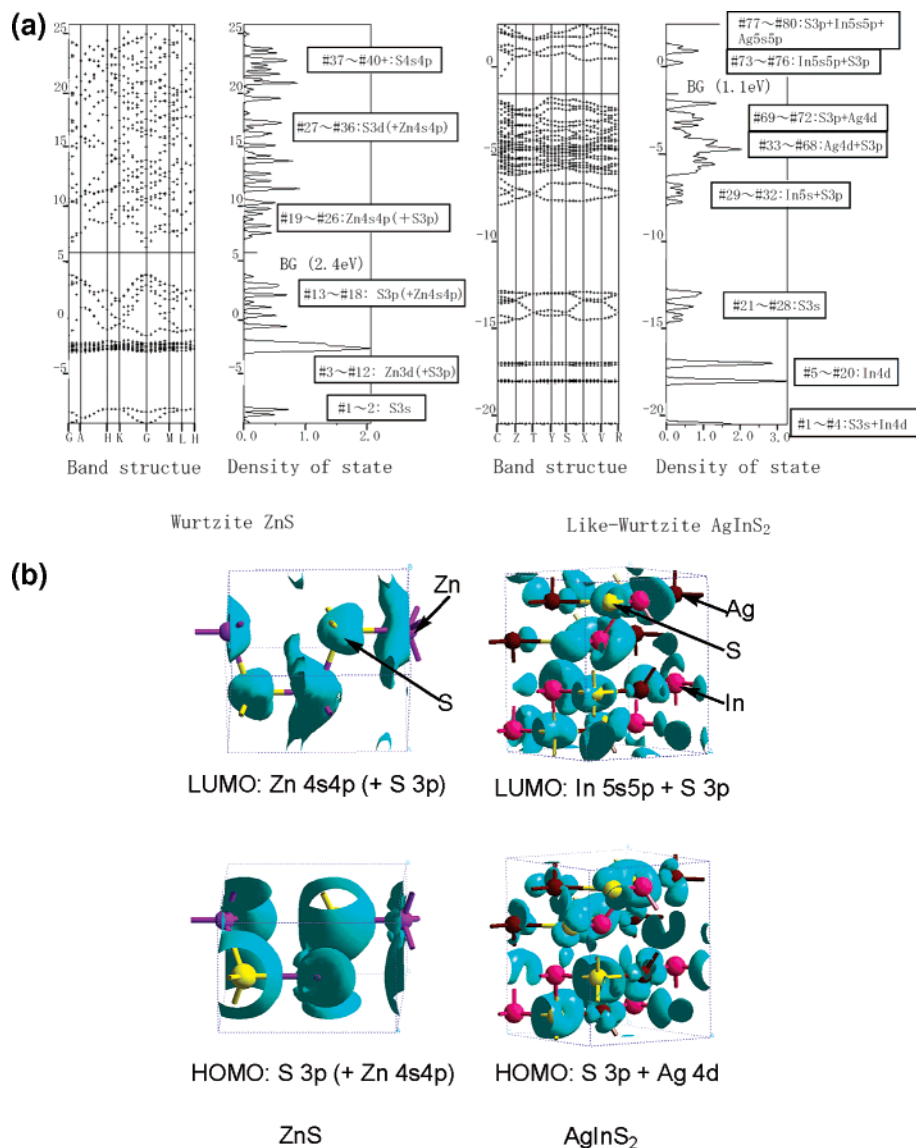 (a)
25
20
15
10
5
0
-5
G A H K G M L H
Band structue
0.0 1.0 2.0
Density of state
#37～#40+:S4s4p
#27～#36:S3d(+Zn4s4p)
#19～#26:Zn4s4p(+S3p)
BG (2.4eV)
#13～#18: S3p(+Zn4s4p)
#3～#12: Zn3d(+S3p)
#1～2: S3s
Wurtzite ZnS
0
-5
-10
-15
-20
C Z T Y S X V R
Band structue
0.0 1.0 2.0 3.0
Density of state
#77～#80:S3p+In5s5p+
Ag5s5p
#73～#76:In5s5p+S3p
BG (1.1eV)
#69～#72:S3p+Ag4d
#33～#68:Ag4d+S3p
#29～#32:In5s+S3p
#21～#28:S3s
#5～#20:In4d
#1～#4:S3s+In4d
Like-Wurtzite AgInS₂
(b)
Zn
S
LUMO: Zn 4s4p (+ S 3p)
Ag
S
In
LUMO: In 5s5p + S 3p
HOMO: S 3p (+ Zn 4s4p)
HOMO: S 3p + Ag 4d
ZnS
AgInS₂